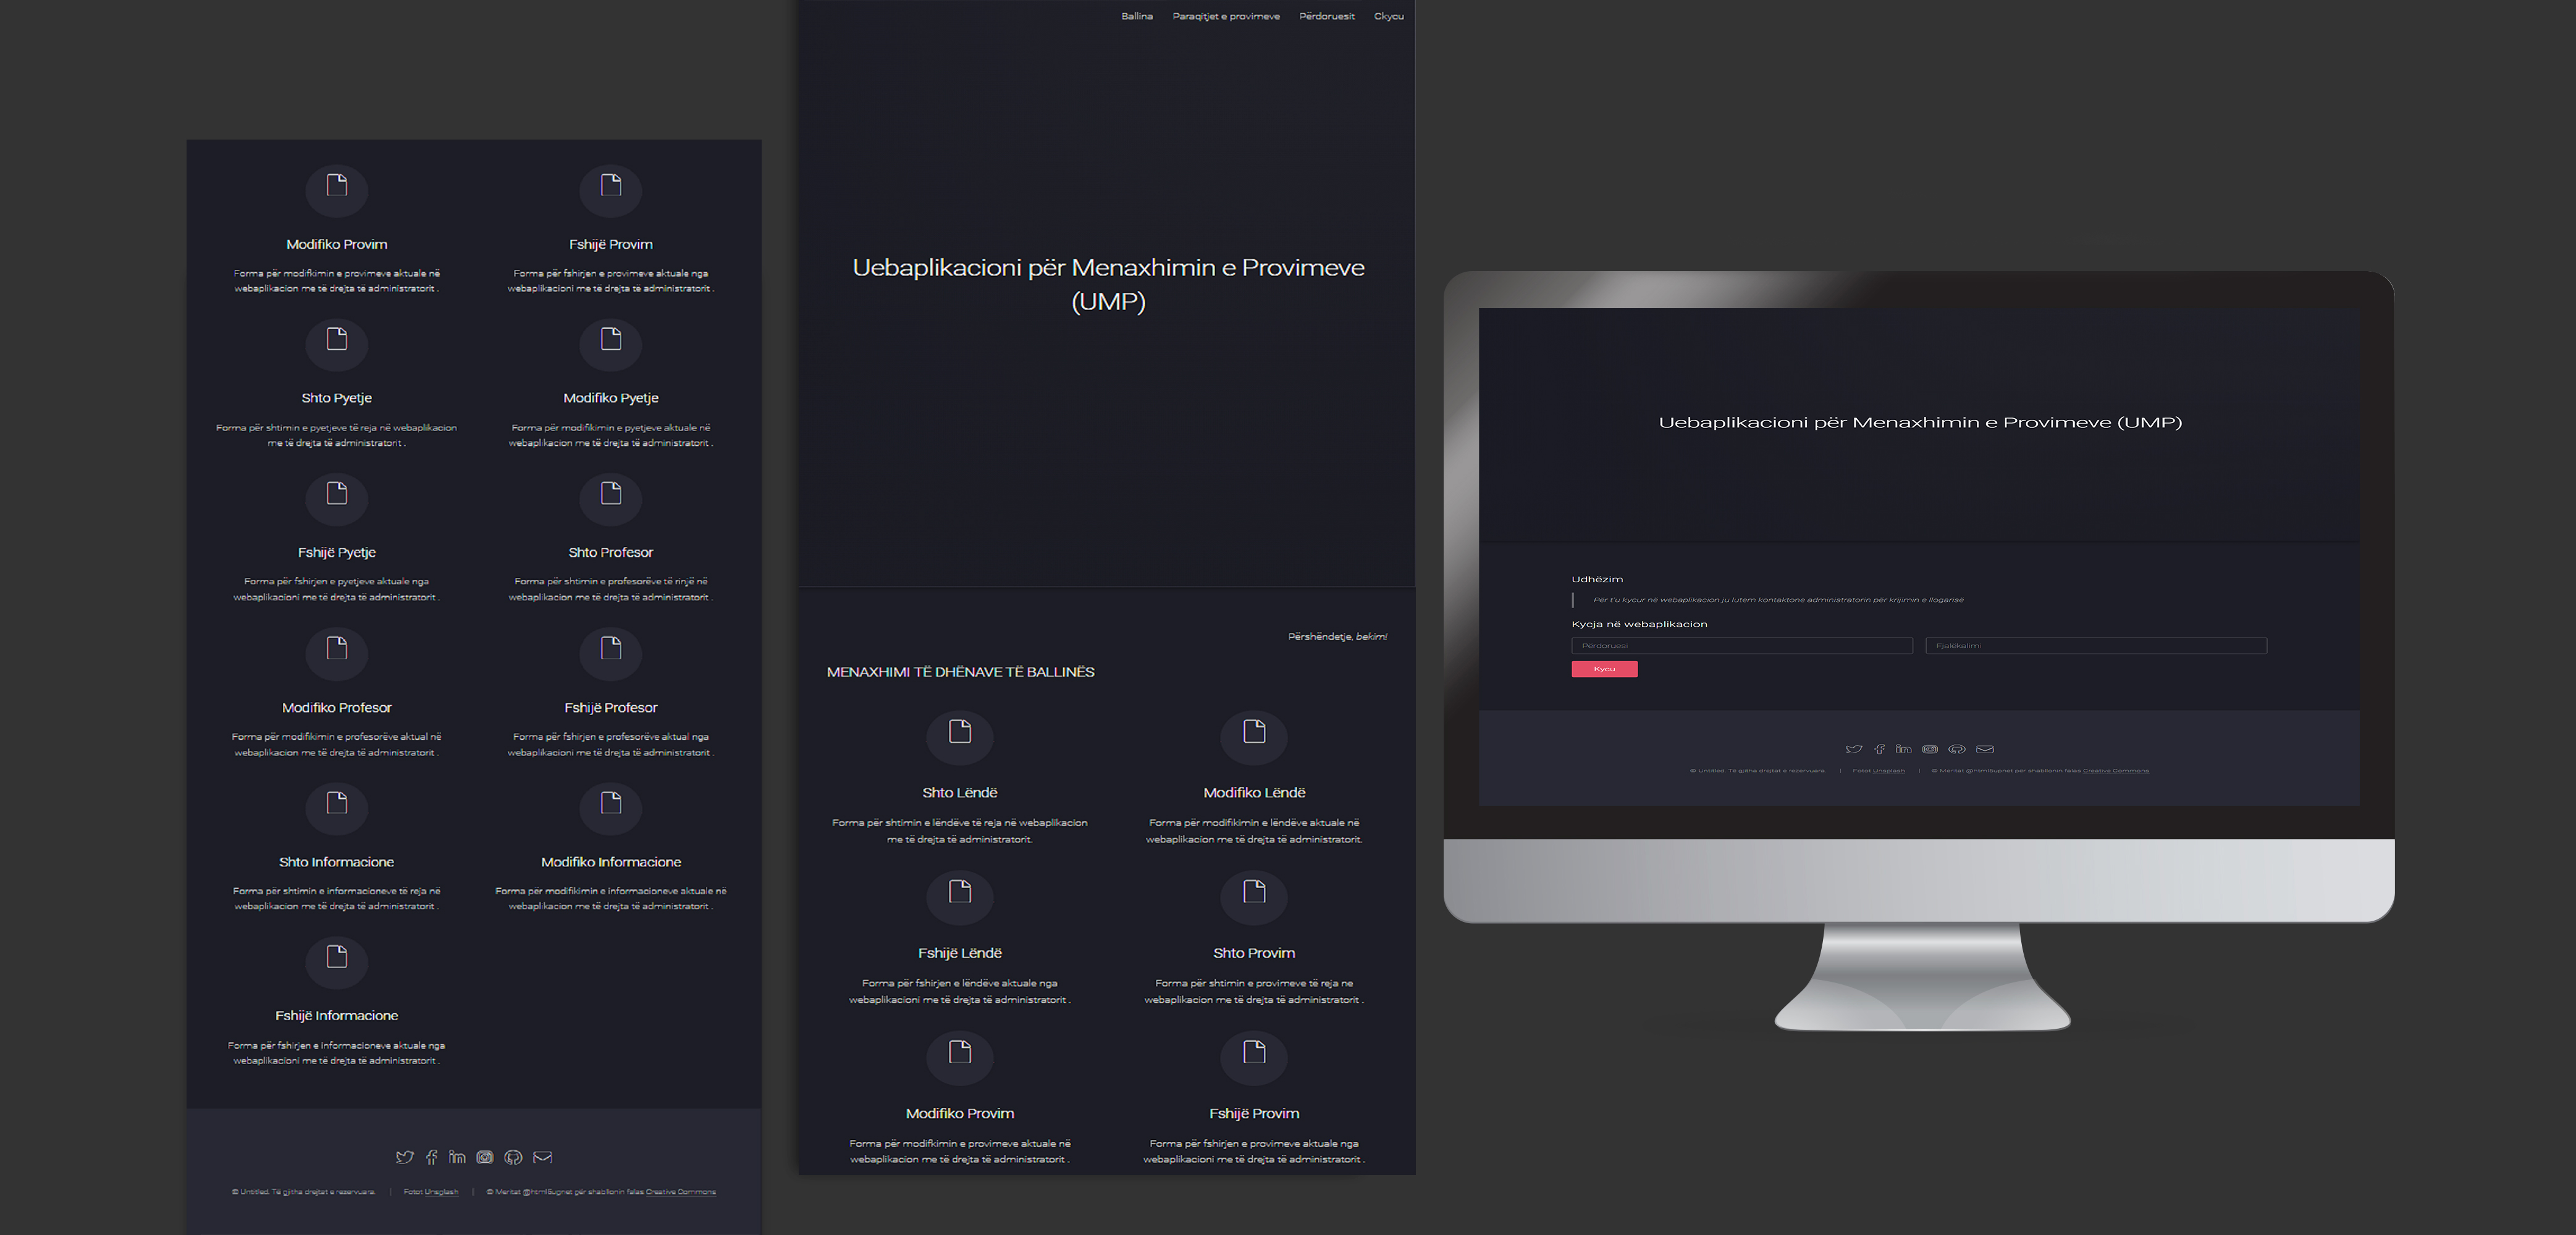 Modifiko Provim
Forma për modifkimin e provimeve aktuale në
webaplikacion me të drejta të administratorit .
Fshijë Provim
Forma për fshirjen e provimeve aktuale nga
webaplikacioni me të drejta të administratorit .
Shto Pyetje
Forma për shtimin e pyetjeve të reja në webaplikacion
me të drejta të administratorit .
Modifiko Pyetje
Forma për modifikimin e pyetjeve aktuale në
webaplikacion me të drejta të administratorit .
Fshijë Pyetje
Forma për fshirjen e pyetjeve aktuale nga
webaplikacioni me të drejta të administratorit .
Shto Profesor
Forma për shtimin e profesorëve të rinjë në
webaplikacion me të drejta të administratorit .
Modifiko Profesor
Forma për modifikimin e profesorëve aktual në
webaplikacion me të drejta të administratorit .
Fshijë Profesor
Forma për fshirjen e profesorëve aktual nga
webaplikacioni me të drejta të administratorit .
Shto Informacione
Forma për shtimin e informacioneve të reja në
webaplikacion me të drejta të administratorit .
Modifiko Informacione
Forma për modifikimin e informacioneve aktuale në
webaplikacion me të drejta të administratorit .
Fshijë Informacione
Forma për fshirjen e informacioneve aktuale nga
webaplikacioni me të drejta të administratorit .
© Untitled. Të gjitha drejtat e rezervuara. | Fotot Unsplash | © Meritat @html5upnet për shabllonin falas Creative Commons
Ballina Paraqitjet e provimeve Përdoruesit Ckycu
Uebaplikacioni për Menaxhimin e Provimeve
(UMP)
Përshëndetje, bekim!
MENAXHIMI TË DHËNAVE TË BALLINËS
Shto Lëndë
Forma për shtimin e lëndëve të reja në webaplikacion
me të drejta të administratorit.
Modifiko Lëndë
Forma për modifikimin e lëndëve aktuale në
webaplikacion me të drejta të administratorit.
Fshijë Lëndë
Forma për fshirjen e lëndëve aktuale nga
webaplikacioni me të drejta të administratorit .
Shto Provim
Forma për shtimin e provimeve të reja ne
webaplikacion me të drejta të administratorit .
Modifiko Provim
Forma për modifkimin e provimeve aktuale në
webaplikacion me të drejta të administratorit .
Fshijë Provim
Forma për fshirjen e provimeve aktuale nga
webaplikacioni me të drejta të administratorit .
Uebaplikacioni për Menaxhimin e Provimeve (UMP)
Udhëzim
Për t'u kycur në webaplikacion ju lutem kontaktone administratorin për krijimin e llogarisë
Kycja në webaplikacion
Përdoruesi
Fjalëkalimi
Kycu
© Untitled. Të gjitha drejtat e rezervuara. | Fotot Unsplash | © Meritat @html5upnet për shabllonin falas Creative Commons